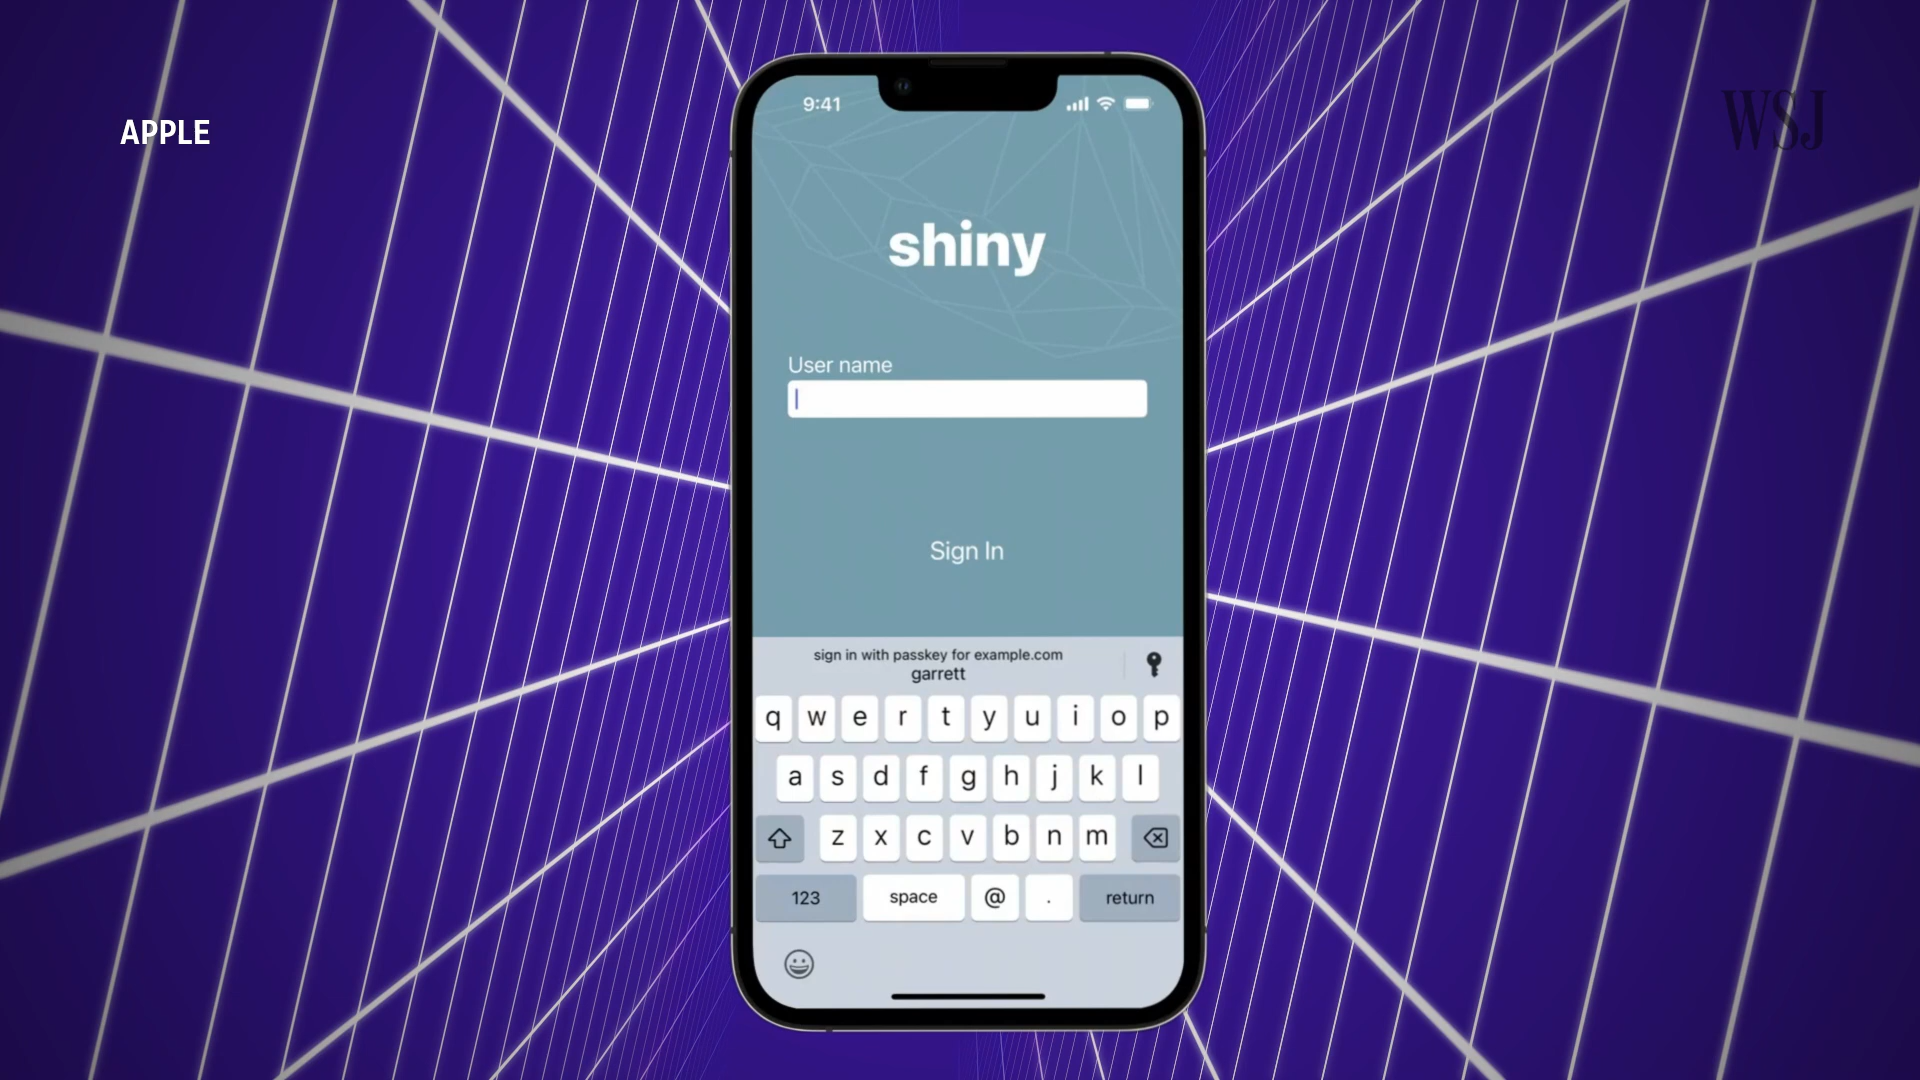 APPLE
WSJ
9:41
shiny
User name
Sign In
sign in with passkey for example.com
garrett
q w e r t y u i o p
a s d f g h j k l
z x c v b n m
123 space @ . return